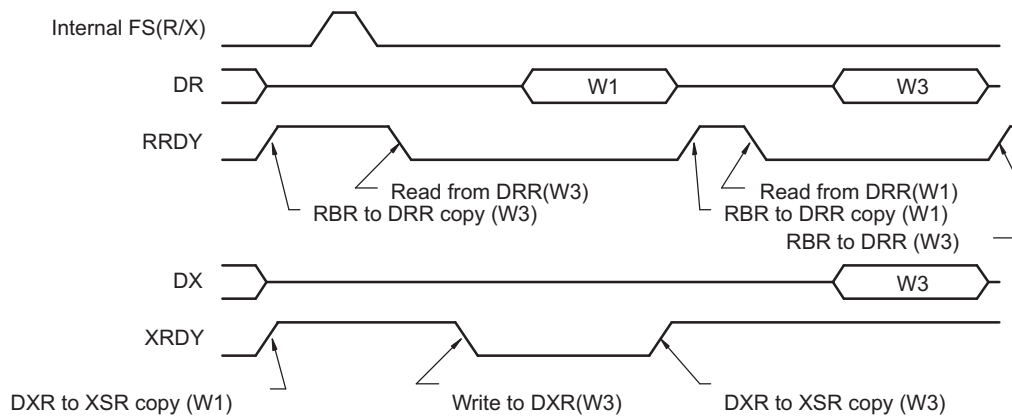 Internal FS(R/X)
DR
W1
W3
RRDY
Read from DRR(W3)
Read from DRR(W1)
RBR to DRR copy (W3)
RBR to DRR copy (W1)
RBR to DRR (W3)
DX
W3
XRDY
DXR to XSR copy (W1)
Write to DXR(W3)
DXR to XSR copy (W3)